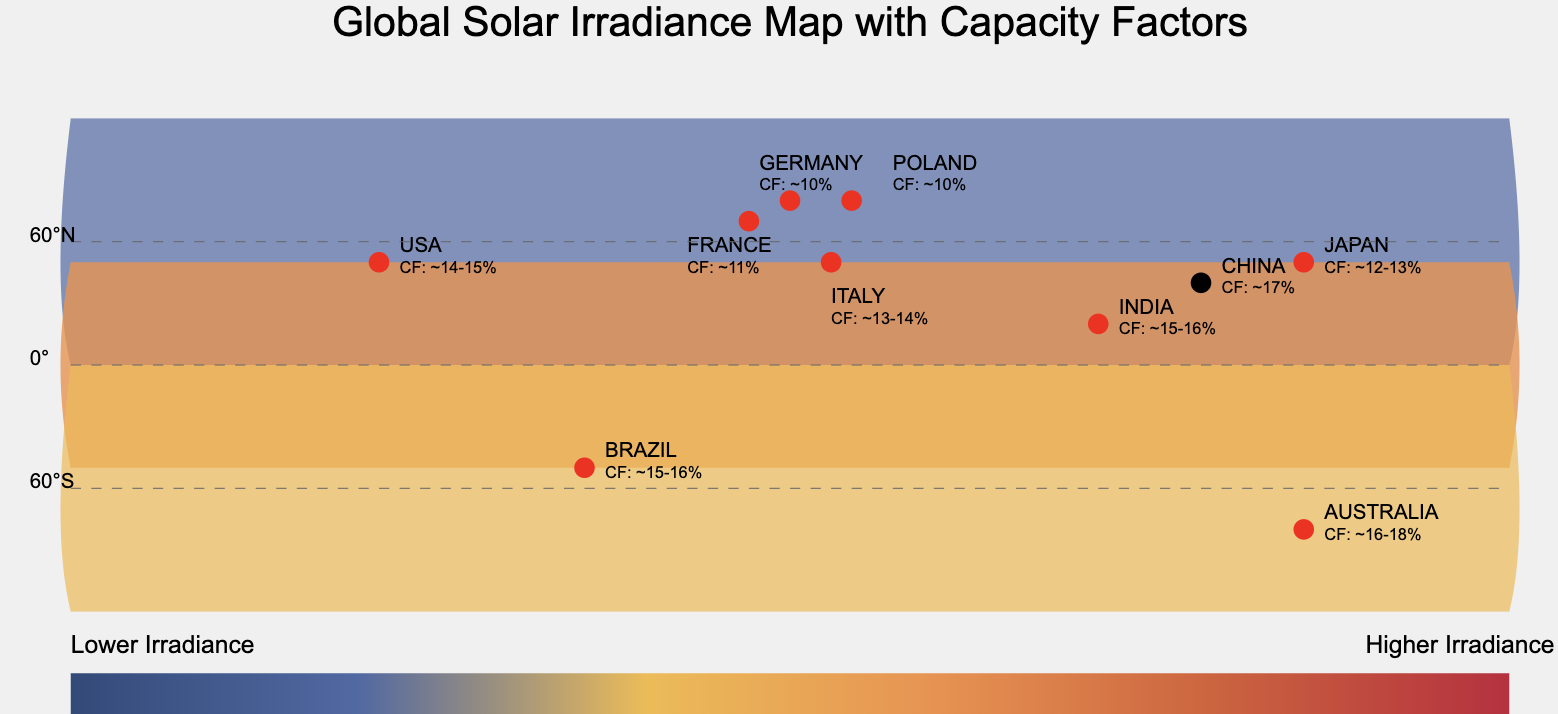 Global Solar Irradiance Map with Capacity Factors
GERMANY
CF: ~10%
POLAND
CF: ~10%
60°N
USA
CF: ~14-15%
FRANCE
CF: ~11%
JAPAN
CF: ~12-13%
CHINA
CF: ~17%
ITALY
CF: ~13-14%
INDIA
CF: ~15-16%
0°
BRAZIL
CF: ~15-16%
60°S
AUSTRALIA
CF: ~16-18%
Lower Irradiance
Higher Irradiance